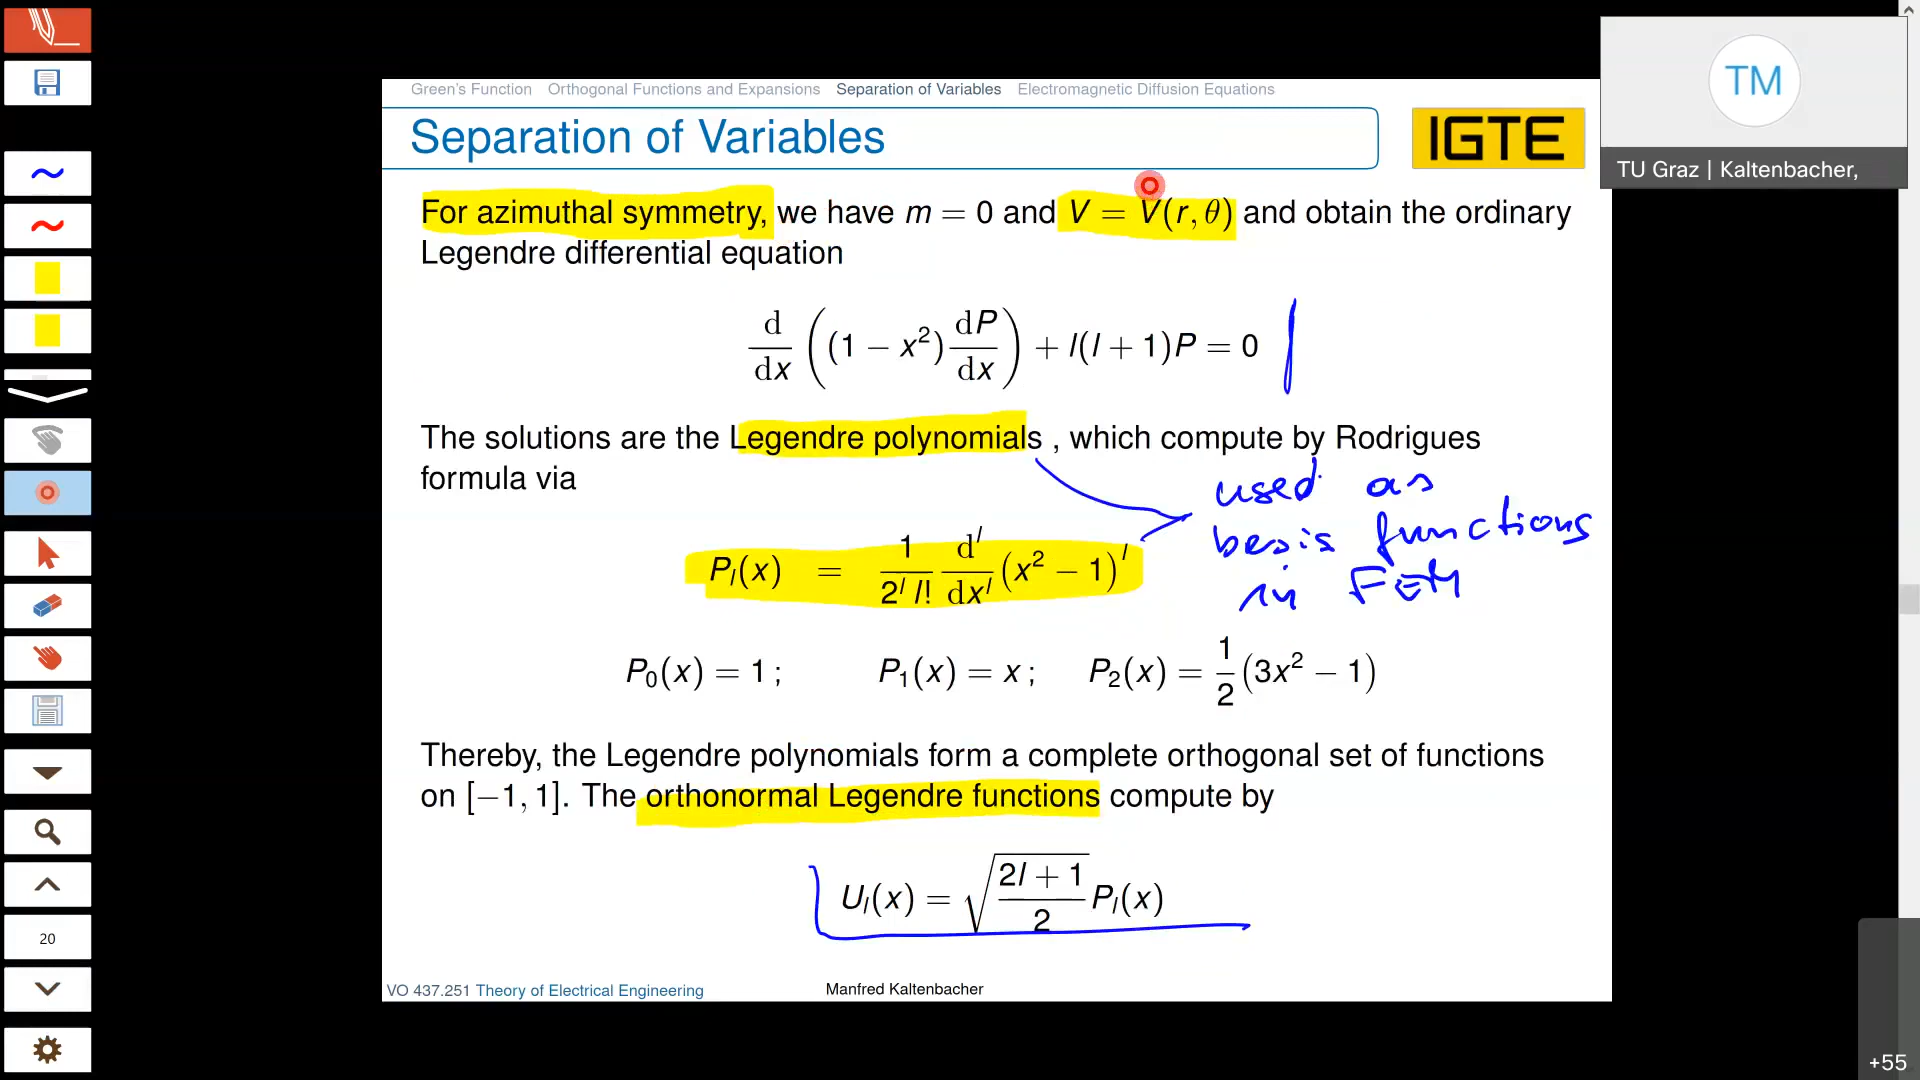 Green's Function Orthogonal Functions and Expansions Separation of Variables Electromagnetic Diffusion Equations
Separation of Variables
IGTE
TM
TU Graz | Kaltenbacher,
For azimuthal symmetry, we have m = 0 and V = V(r, θ) and obtain the ordinary
Legendre differential equation
d/dx ((1 − x²) dP/dx) + l(l + 1)P = 0
The solutions are the Legendre polynomials , which compute by Rodrigues
formula via
used as
basis functions
in FEM
P_l(x) = 1/(2^l l!) d^l/dx^l (x² − 1)^l
P₀(x) = 1 ; P₁(x) = x ; P₂(x) = 1/2 (3x² − 1)
Thereby, the Legendre polynomials form a complete orthogonal set of functions
on [−1, 1]. The orthonormal Legendre functions compute by
U_l(x) = √((2l + 1)/2) P_l(x)
VO 437.251 Theory of Electrical Engineering
Manfred Kaltenbacher
20
+55